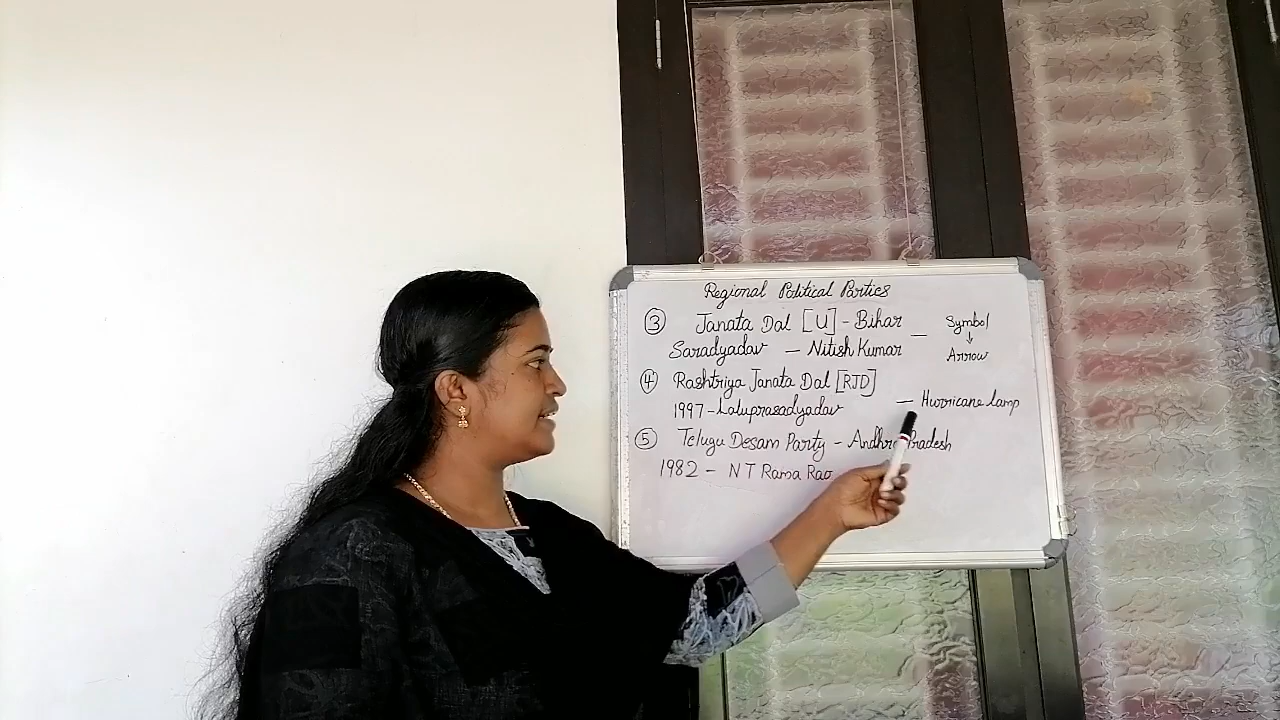 Regional Political Parties
③ Janata Dal [U] - Bihar — Symbol
↓
Saradyadav — Nitish Kumar Arrow
④ Rashtriya Janata Dal [RJD]
1997 - Laluprasadyadav — Hurricane lamp
⑤ Telugu Desam Party - Andhra Pradesh
1982 - N T Rama Rao